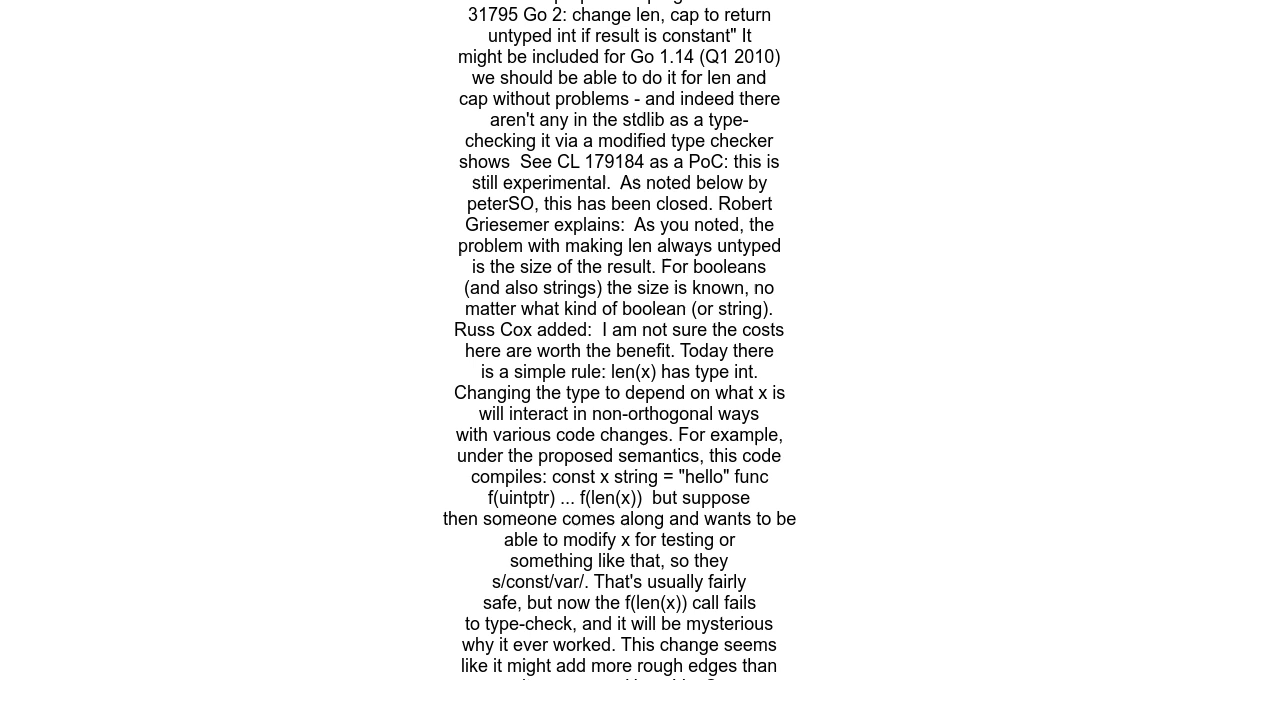 31795 Go 2: change len, cap to return
untyped int if result is constant" It
might be included for Go 1.14 (Q1 2010)
we should be able to do it for len and
cap without problems - and indeed there
aren't any in the stdlib as a type-
checking it via a modified type checker
shows  See CL 179184 as a PoC: this is
still experimental.  As noted below by
peterSO, this has been closed. Robert
Griesemer explains:  As you noted, the
problem with making len always untyped
is the size of the result. For booleans
(and also strings) the size is known, no
matter what kind of boolean (or string).
Russ Cox added:  I am not sure the costs
here are worth the benefit. Today there
is a simple rule: len(x) has type int.
Changing the type to depend on what x is
will interact in non-orthogonal ways
with various code changes. For example,
under the proposed semantics, this code
compiles: const x string = "hello" func
f(uintptr) ... f(len(x))  but suppose
then someone comes along and wants to be
able to modify x for testing or
something like that, so they
s/const/var/. That's usually fairly
safe, but now the f(len(x)) call fails
to type-check, and it will be mysterious
why it ever worked. This change seems
like it might add more rough edges than